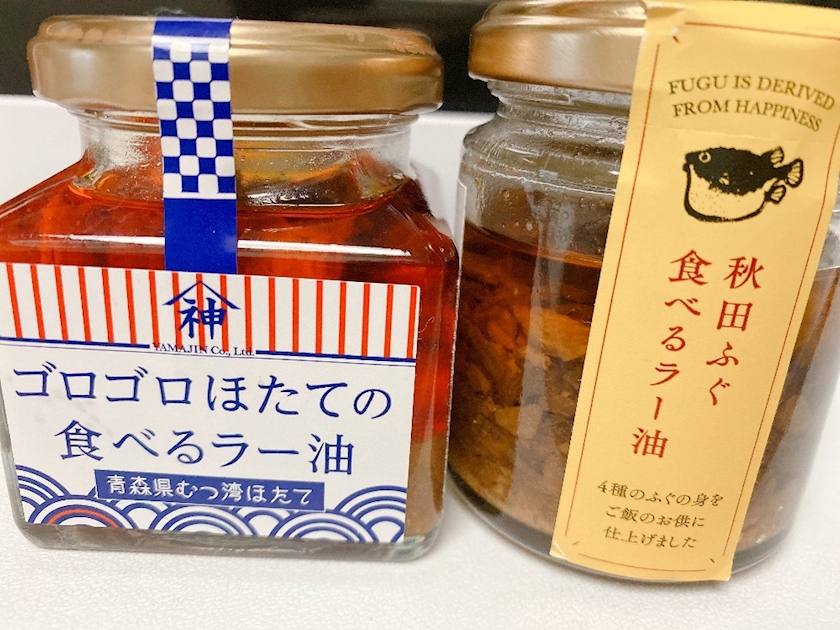 神
YAMAJIN Co., Ltd.
ゴロゴロほたての
食べるラー油
青森県むつ湾ほたて
FUGU IS DERIVED
FROM HAPPINESS
秋田ふぐ
食べるラー油
4種のふぐの身を
ご飯のお供に
仕上げました